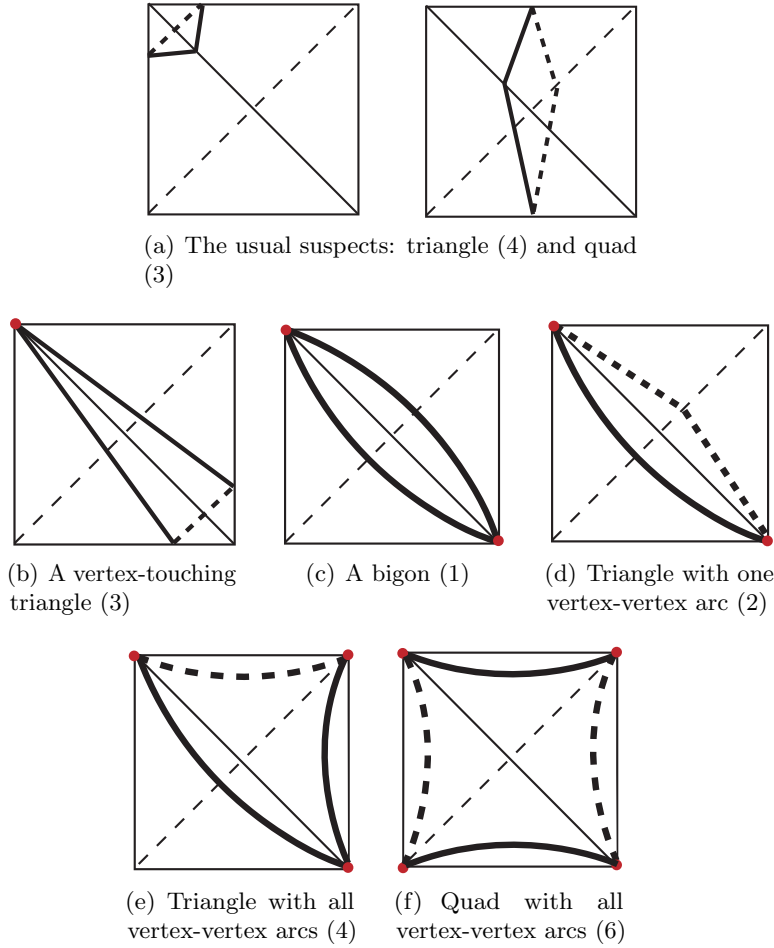 (a) The usual suspects: triangle (4) and quad
(3)
(b) A vertex-touching
triangle (3)
(c) A bigon (1)
(d) Triangle with one
vertex-vertex arc (2)
(e) Triangle with all
vertex-vertex arcs (4)
(f) Quad with all
vertex-vertex arcs (6)